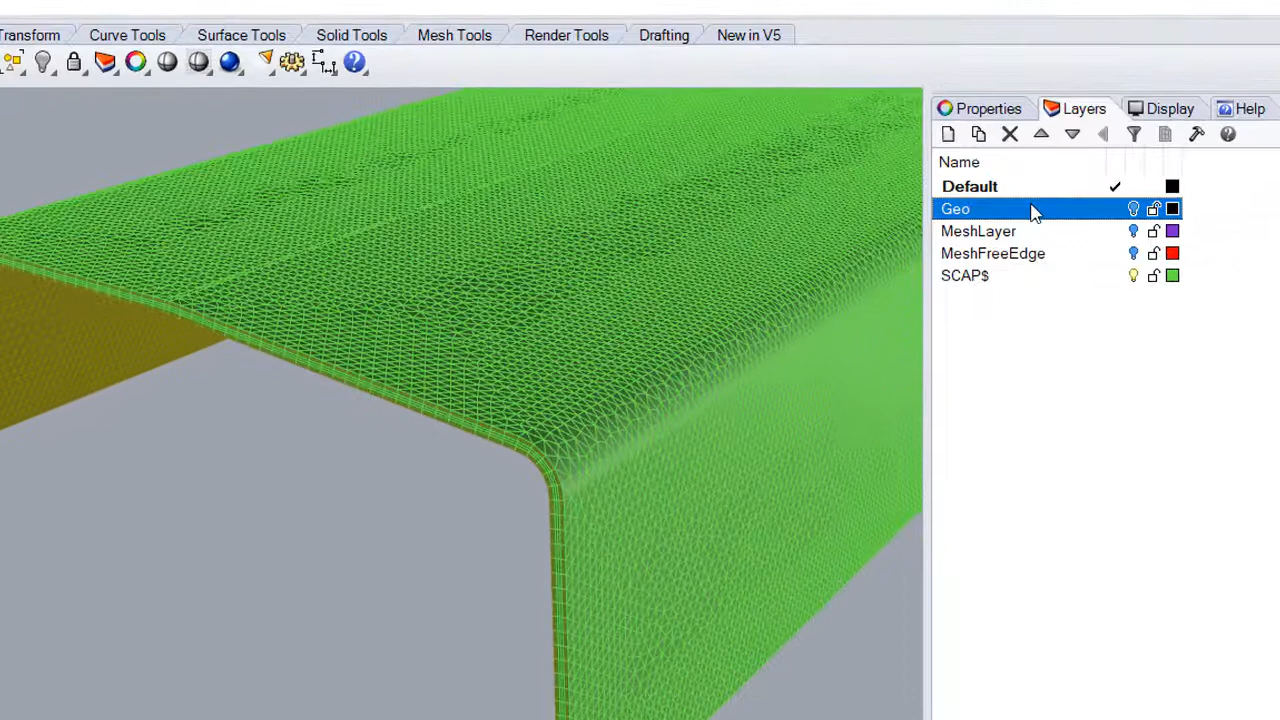 Transform Curve Tools Surface Tools Solid Tools Mesh Tools Render Tools Drafting New in V5
Properties Layers Display Help
Name
Default
Geo
MeshLayer
MeshFreeEdge
SCAP$